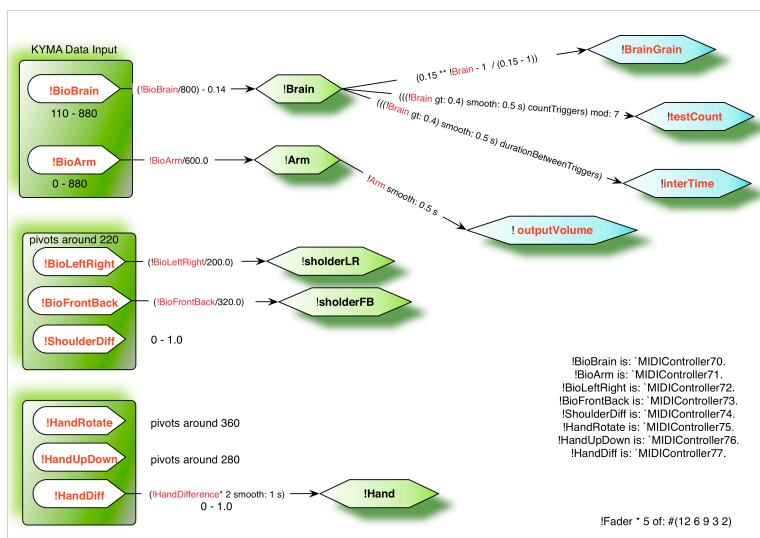 KYMA Data Input
!BioBrain
110 - 880
(!BioBrain/800) - 0.14
!Brain
(0.15 ** !Brain - 1 / (0.15 - 1))
!BrainGrain
(((!Brain gt: 0.4) smooth: 0.5 s) countTriggers) mod: 7
!testCount
(((!Brain gt: 0.4) smooth: 0.5 s) durationBetweenTriggers)
!interTime
!BioArm
0 - 880
!BioArm/600.0
!Arm
!Arm smooth: 0.5 s
! outputVolume
pivots around 220
!BioLeftRight
(!BioLeftRight/200.0)
!sholderLR
!BioFrontBack
(!BioFrontBack/320.0)
!sholderFB
!ShoulderDiff
0 - 1.0
!HandRotate
pivots around 360
!HandUpDown
pivots around 280
!HandDiff
(!HandDifference* 2 smooth: 1 s)
0 - 1.0
!Hand
!BioBrain is: `MIDIController70.
!BioArm is: `MIDIController71.
!BioLeftRight is: `MIDIController72.
!BioFrontBack is: `MIDIController73.
!ShoulderDiff is: `MIDIController74.
!HandRotate is: `MIDIController75.
!HandUpDown is: `MIDIController76.
!HandDiff is: `MIDIController77.
!Fader * 5 of: #(12 6 9 3 2)